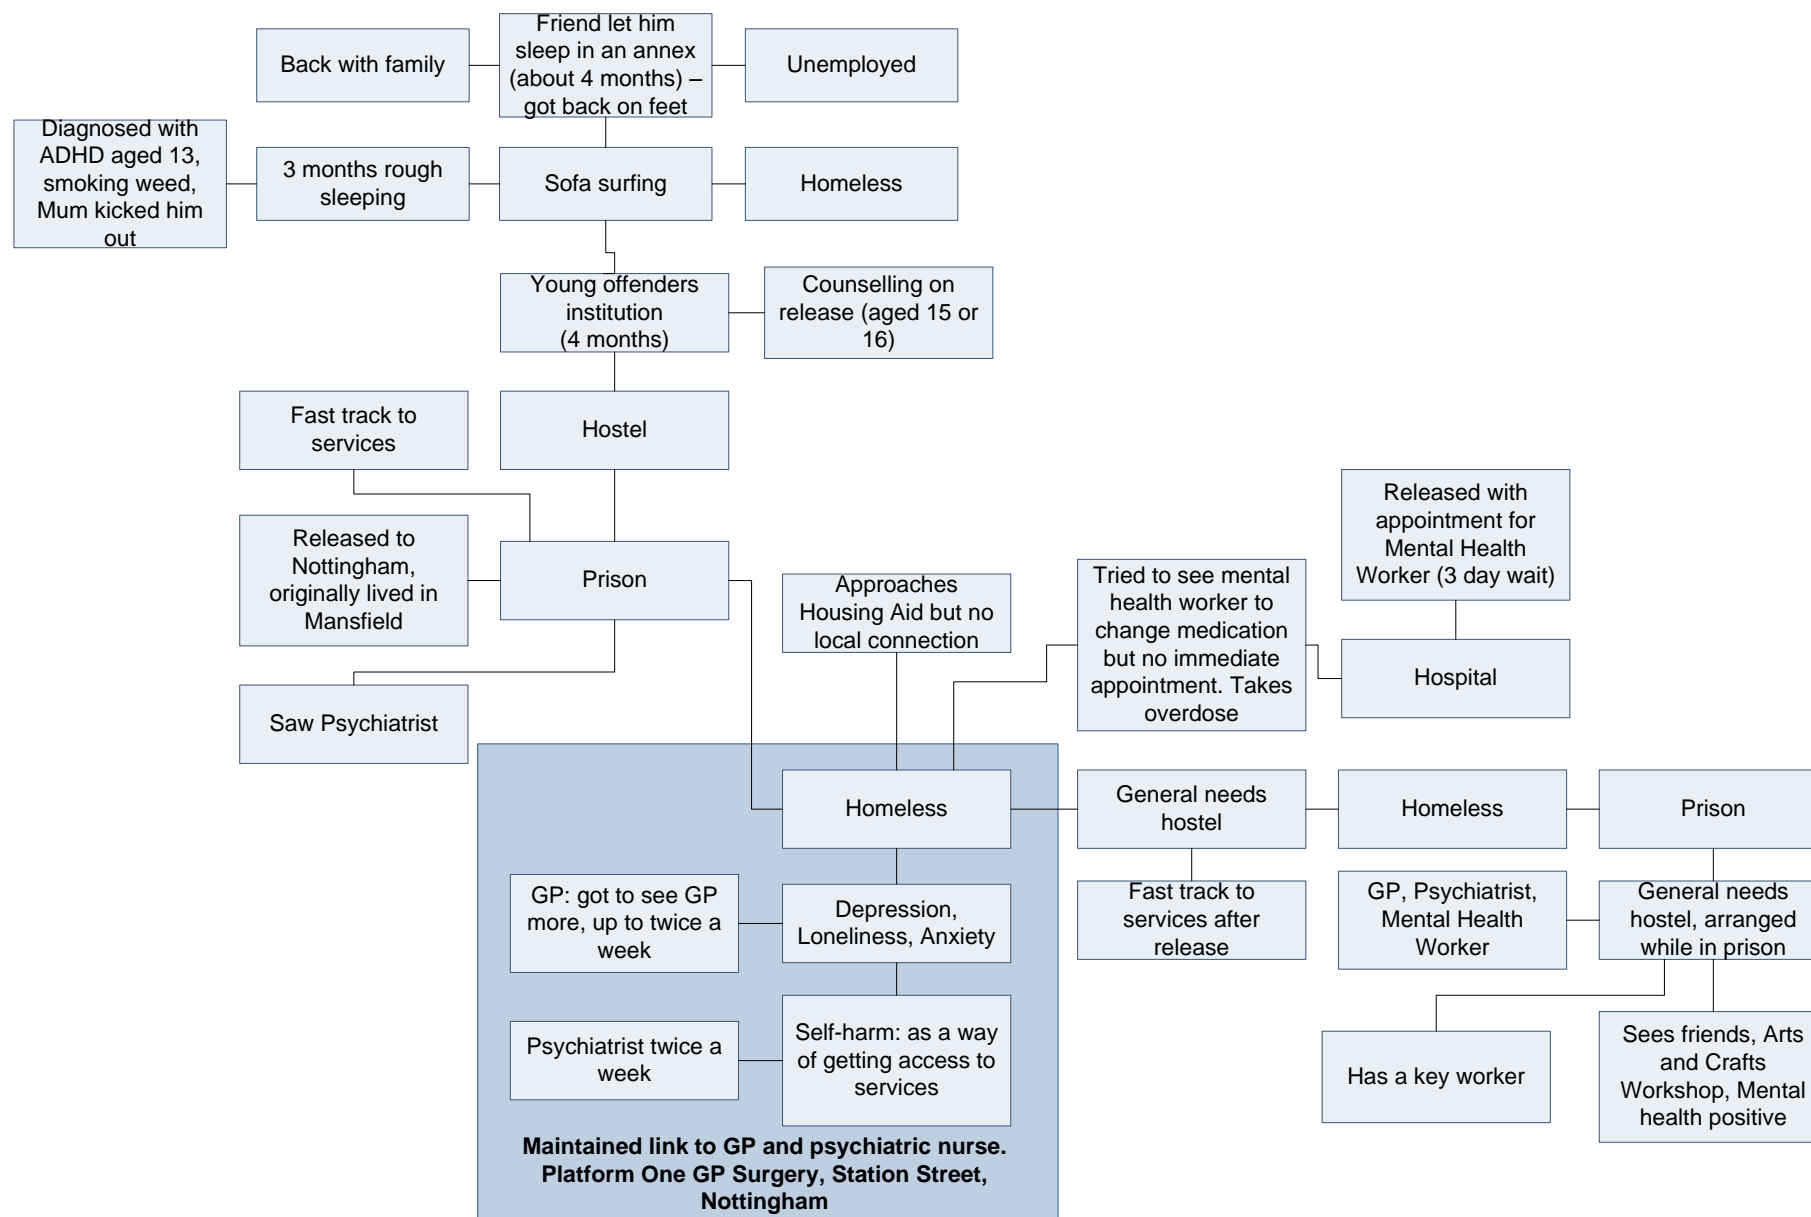 Back with family
Friend let him
sleep in an annex
(about 4 months) –
got back on feet
Unemployed
Diagnosed with
ADHD aged 13,
smoking weed,
Mum kicked him
out
3 months rough
sleeping
Sofa surfing
Homeless
Young offenders
institution
(4 months)
Counselling on
release (aged 15 or
16)
Fast track to
services
Hostel
Released to
Nottingham,
originally lived in
Mansfield
Prison
Saw Psychiatrist
Approaches
Housing Aid but no
local connection
Tried to see mental
health worker to
change medication
but no immediate
appointment. Takes
overdose
Released with
appointment for
Mental Health
Worker (3 day wait)
Hospital
Homeless
General needs
hostel
Homeless
Prison
GP: got to see GP
more, up to twice a
week
Depression,
Loneliness, Anxiety
Fast track to
services after
release
GP, Psychiatrist,
Mental Health
Worker
General needs
hostel, arranged
while in prison
Psychiatrist twice a
week
Self-harm: as a way
of getting access to
services
Has a key worker
Sees friends, Arts
and Crafts
Workshop, Mental
health positive
Maintained link to GP and psychiatric nurse.
Platform One GP Surgery, Station Street,
Nottingham